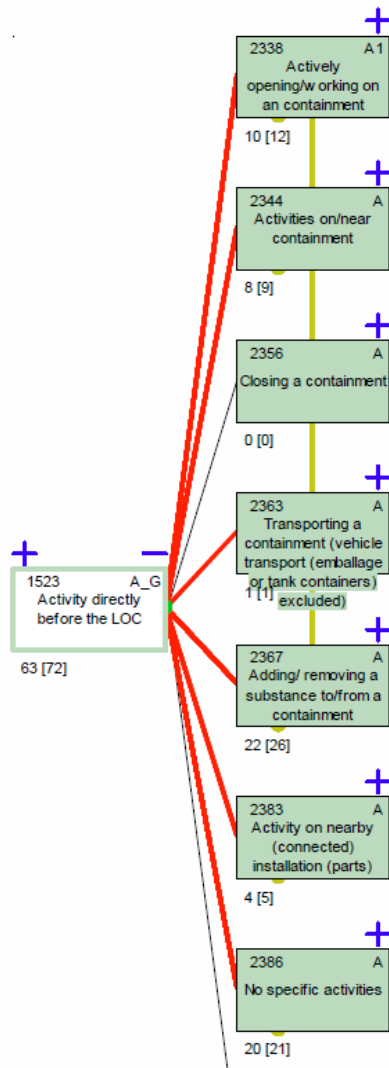 2338 A1
Actively
opening/working on
an containment
10 [12]
2344 A
Activities on/near
containment
8 [9]
2356 A
Closing a containment
0 [0]
2363 A
Transporting a
containment (vehicle
transport (emballage
or tank containers)
excluded)
1 [1]
1523 A_G
Activity directly
before the LOC
63 [72]
2367 A
Adding/ removing a
substance to/from a
containment
22 [26]
2383 A
Activity on nearby
(connected)
installation (parts)
4 [5]
2386 A
No specific activities
20 [21]